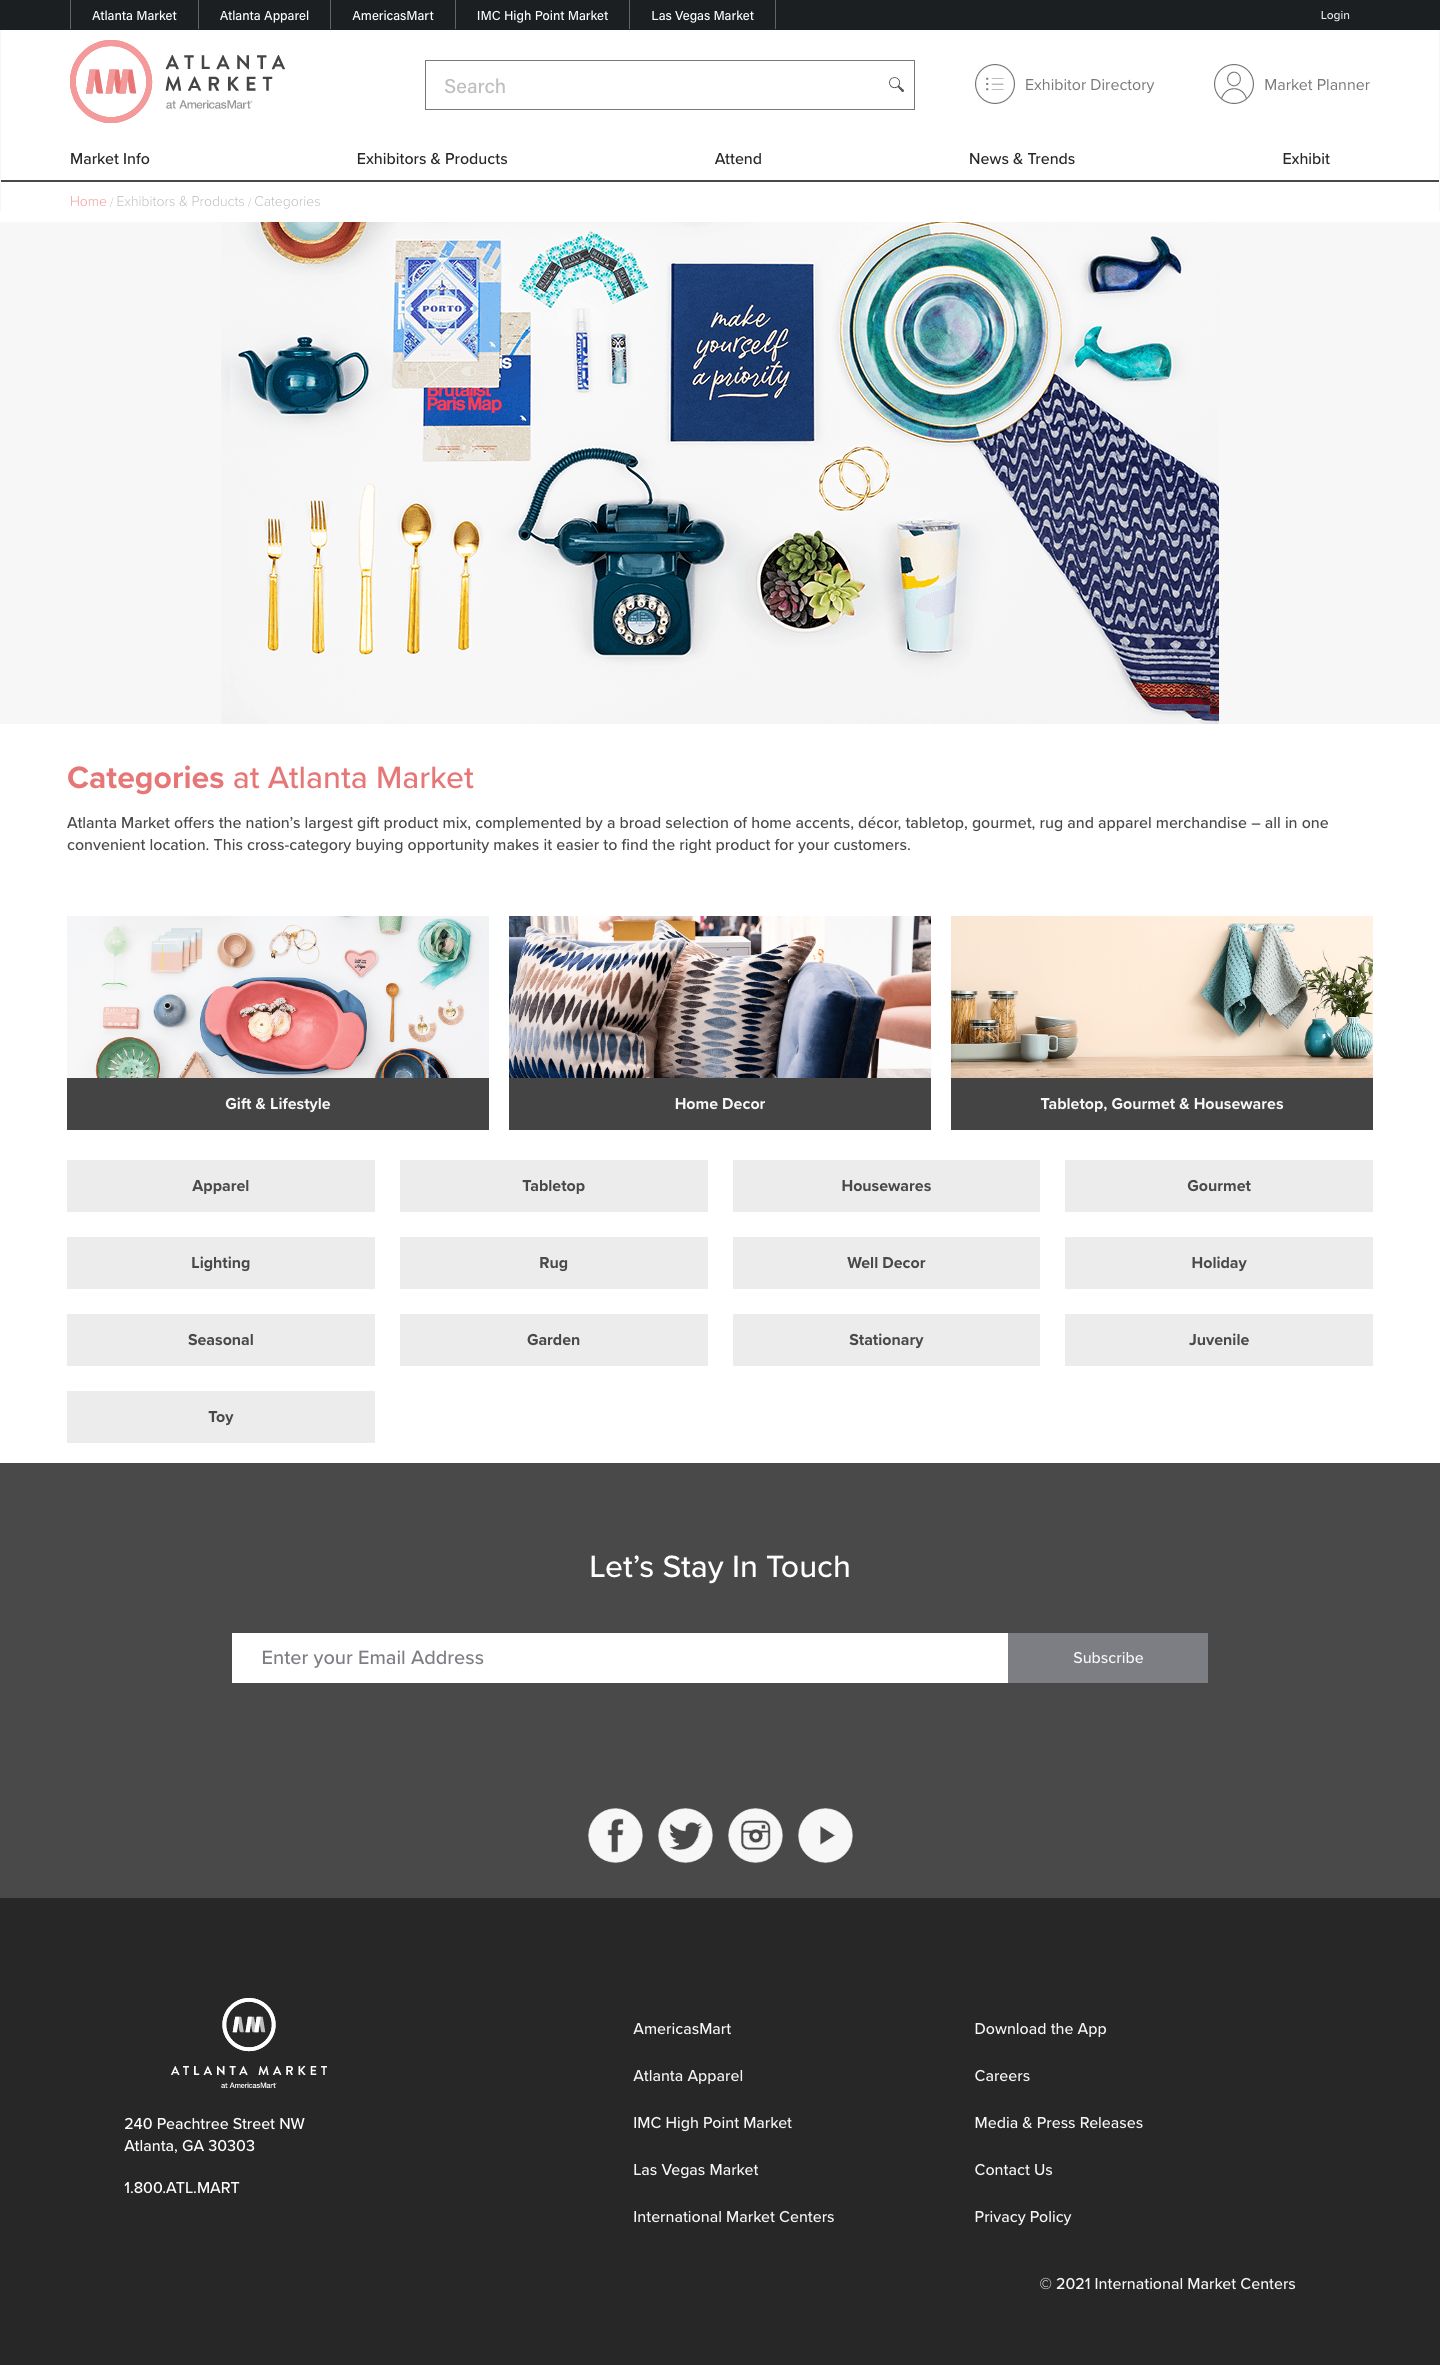 Atlanta Market
Atlanta Apparel
AmericasMart
IMC High Point Market
Las Vegas Market
Login
AM
ATLANTA
MARKET
at AmericasMart
Search
Exhibitor Directory
Market Planner
Market Info
Exhibitors & Products
Attend
News & Trends
Exhibit
Home / Exhibitors & Products / Categories
PORTO
Brutalist
Paris Map
make
yourself
a priority
Categories at Atlanta Market
Atlanta Market offers the nation’s largest gift product mix, complemented by a broad selection of home accents, décor, tabletop, gourmet, rug and apparel merchandise – all in one
convenient location. This cross-category buying opportunity makes it easier to find the right product for your customers.
Gift & Lifestyle
Home Decor
Tabletop, Gourmet & Housewares
Apparel
Tabletop
Housewares
Gourmet
Lighting
Rug
Well Decor
Holiday
Seasonal
Garden
Stationary
Juvenile
Toy
Let’s Stay In Touch
Enter your Email Address
Subscribe
AM
ATLANTA MARKET
at AmericasMart
240 Peachtree Street NW
Atlanta, GA 30303
1.800.ATL.MART
AmericasMart
Atlanta Apparel
IMC High Point Market
Las Vegas Market
International Market Centers
Download the App
Careers
Media & Press Releases
Contact Us
Privacy Policy
© 2021 International Market Centers